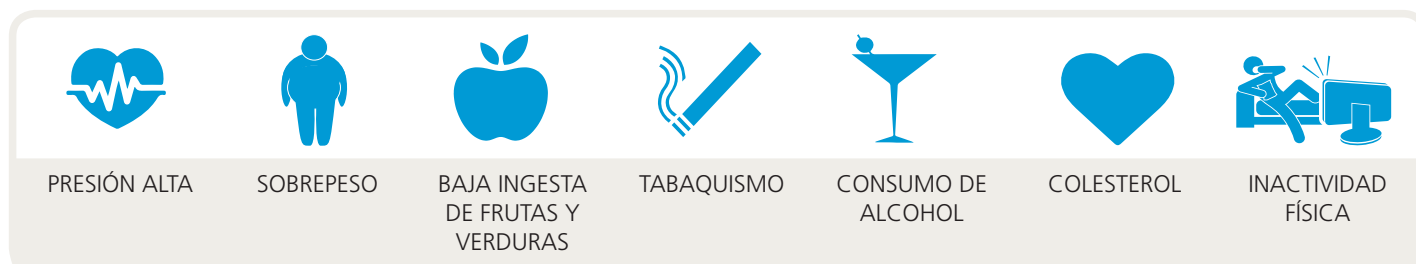 PRESIÓN ALTA
SOBREPESO
BAJA INGESTA
DE FRUTAS Y
VERDURAS
TABAQUISMO
CONSUMO DE
ALCOHOL
COLESTEROL
INACTIVIDAD
FÍSICA